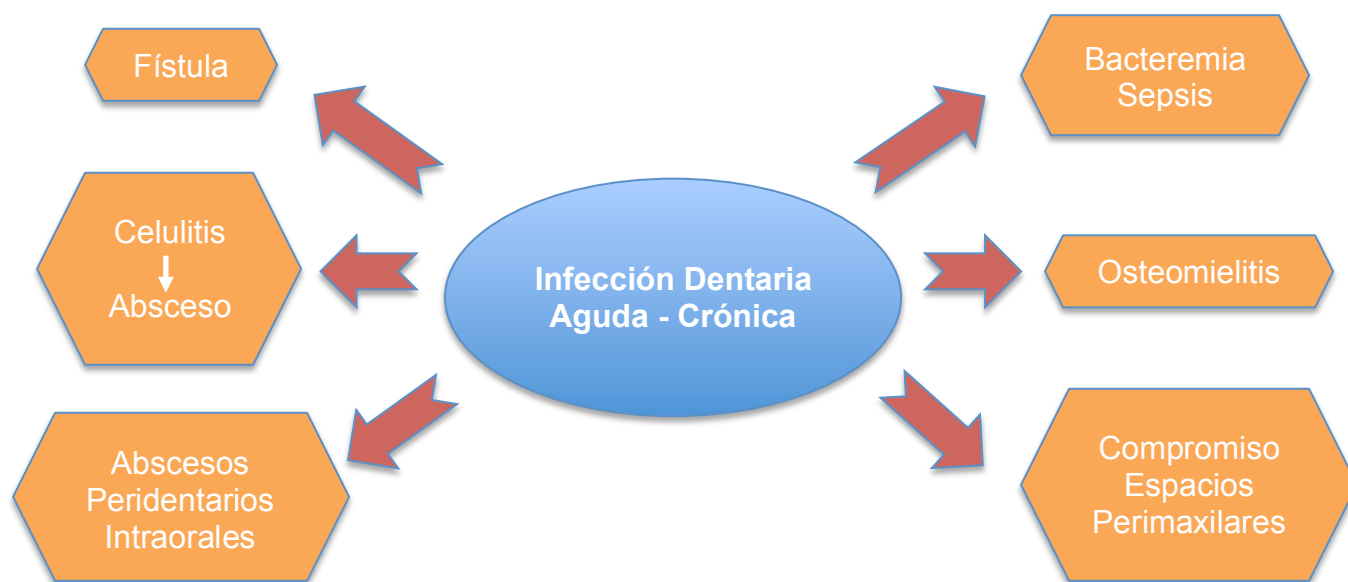 Fístula
Bacteremia
Sepsis
Celulitis
Absceso
Infección Dentaria
Aguda - Crónica
Osteomielitis
Abscesos
Peridentarios
Intraorales
Compromiso
Espacios
Perimaxilares